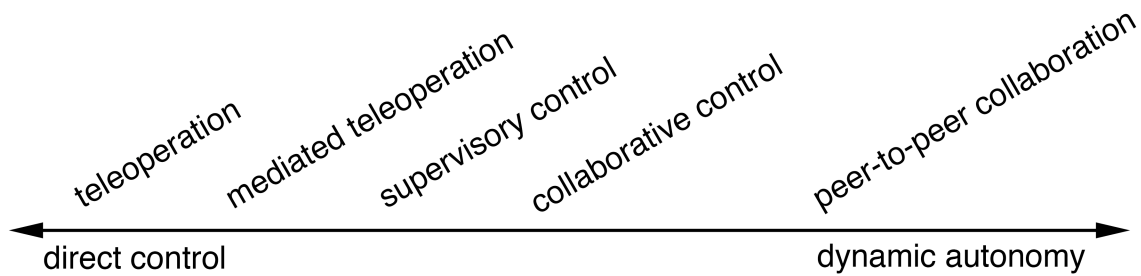 teleoperation
mediated teleoperation
supervisory control
collaborative control
peer-to-peer collaboration
direct control
dynamic autonomy